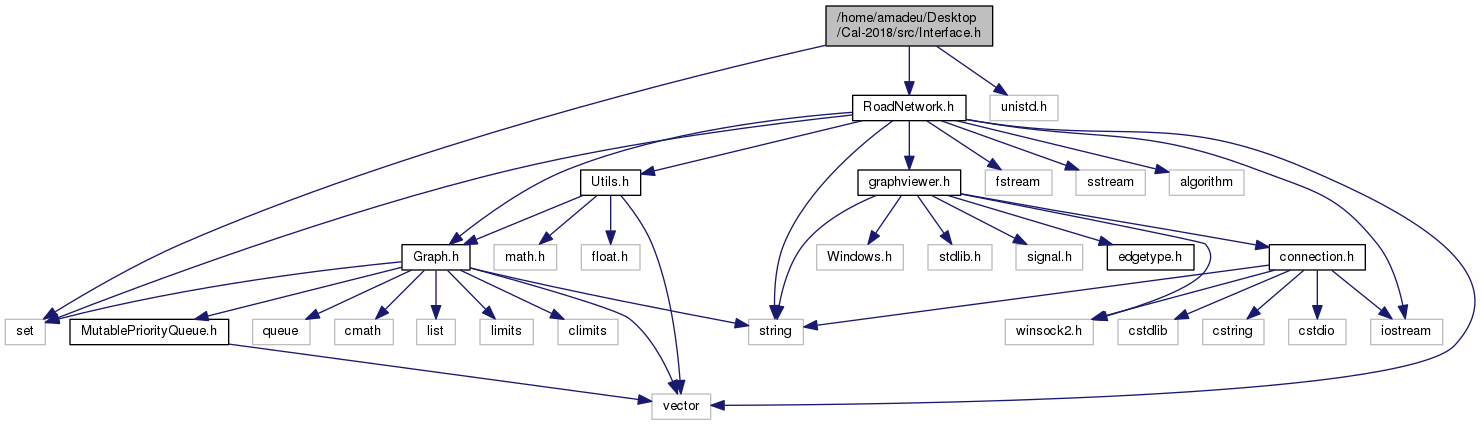 /home/amadeu/Desktop
/Cal-2018/src/Interface.h
RoadNetwork.h
unistd.h
Utils.h
graphviewer.h
fstream
sstream
algorithm
Graph.h
math.h
float.h
Windows.h
stdlib.h
signal.h
edgetype.h
connection.h
set
MutablePriorityQueue.h
queue
cmath
list
limits
climits
string
winsock2.h
cstdlib
cstring
cstdio
iostream
vector